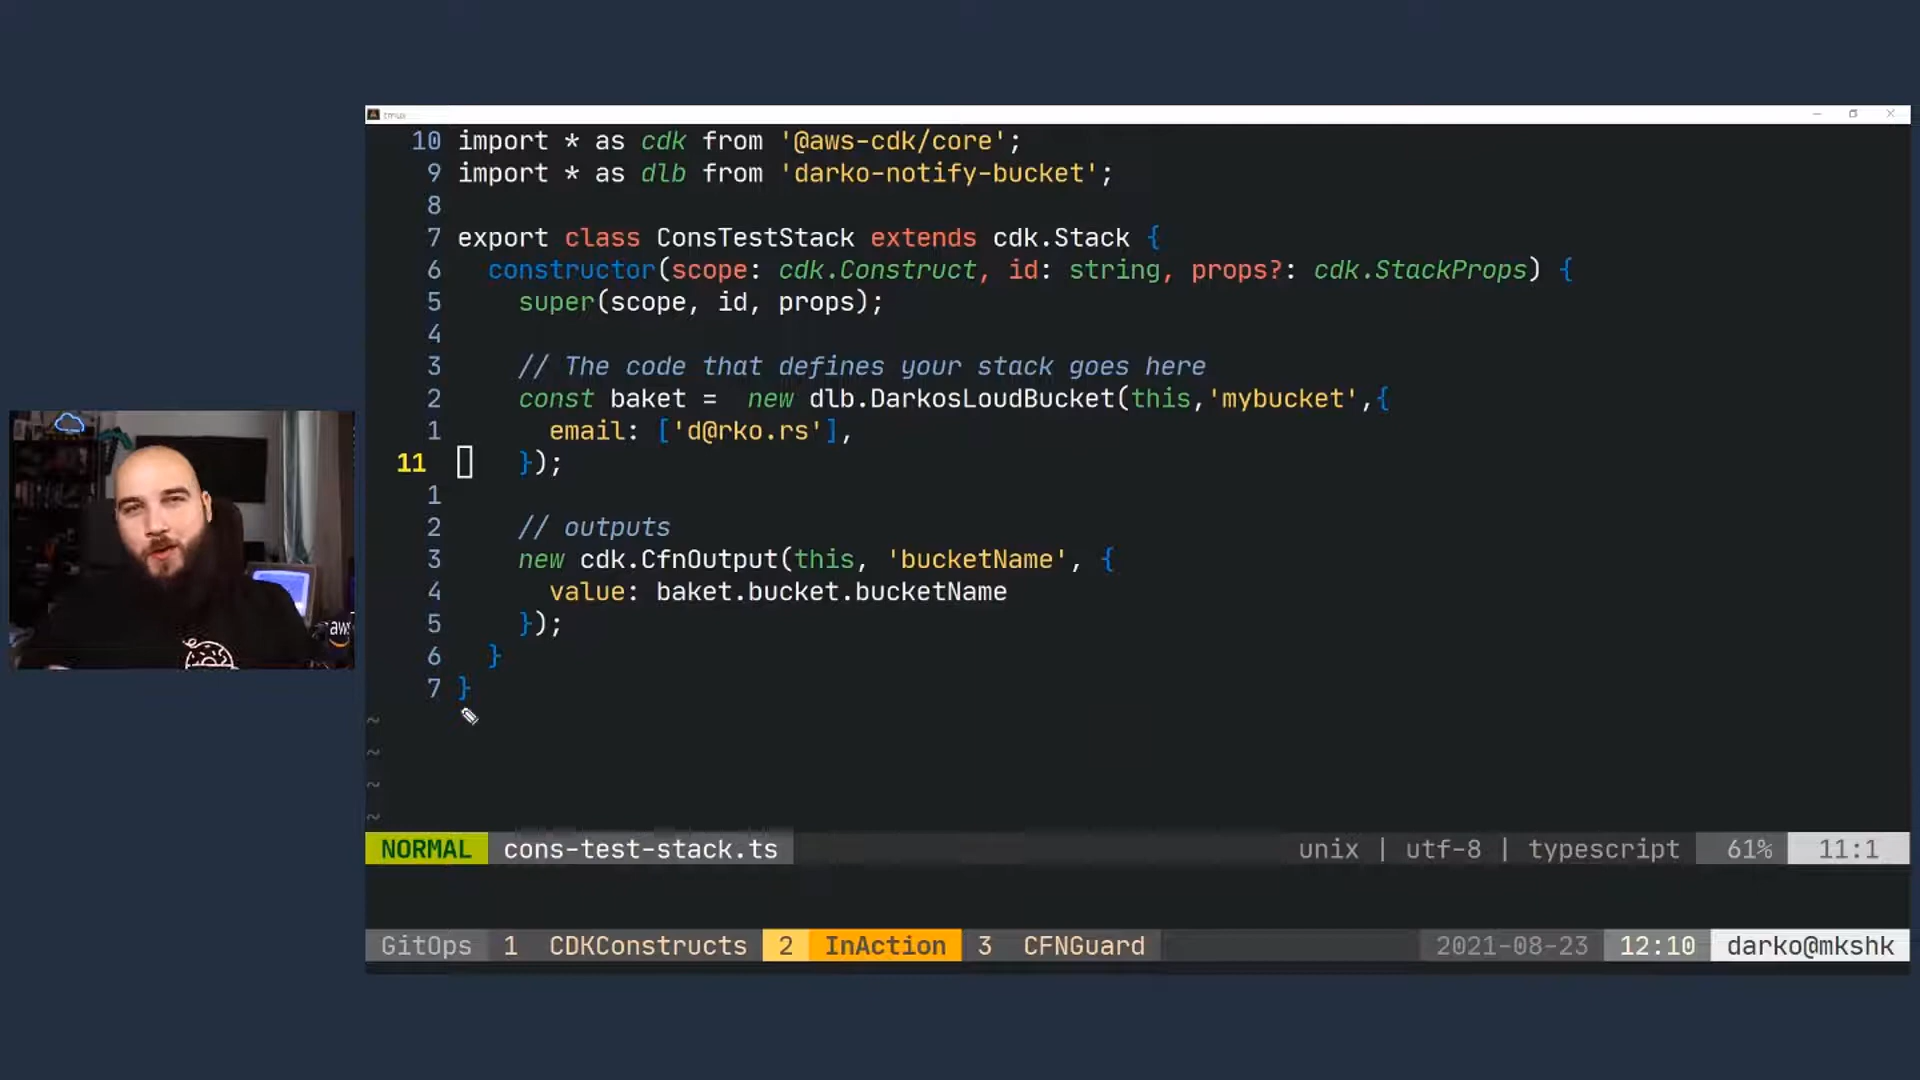 tmux
10 import * as cdk from '@aws-cdk/core';
9 import * as dlb from 'darko-notify-bucket';
8
7 export class ConsTestStack extends cdk.Stack {
6 constructor(scope: cdk.Construct, id: string, props?: cdk.StackProps) {
5 super(scope, id, props);
4
3 // The code that defines your stack goes here
2 const baket =  new dlb.DarkosLoudBucket(this,'mybucket',{
1 email: ['d@rko.rs'],
11 });
1
2 // outputs
3 new cdk.CfnOutput(this, 'bucketName', {
4 value: baket.bucket.bucketName
5 });
6 }
7 }
~
~
~
~
aws
NORMAL cons-test-stack.ts unix | utf-8 | typescript 61% 11:1
GitOps 1 CDKConstructs 2 InAction 3 CFNGuard 2021-08-23 12:10 darko@mkshk